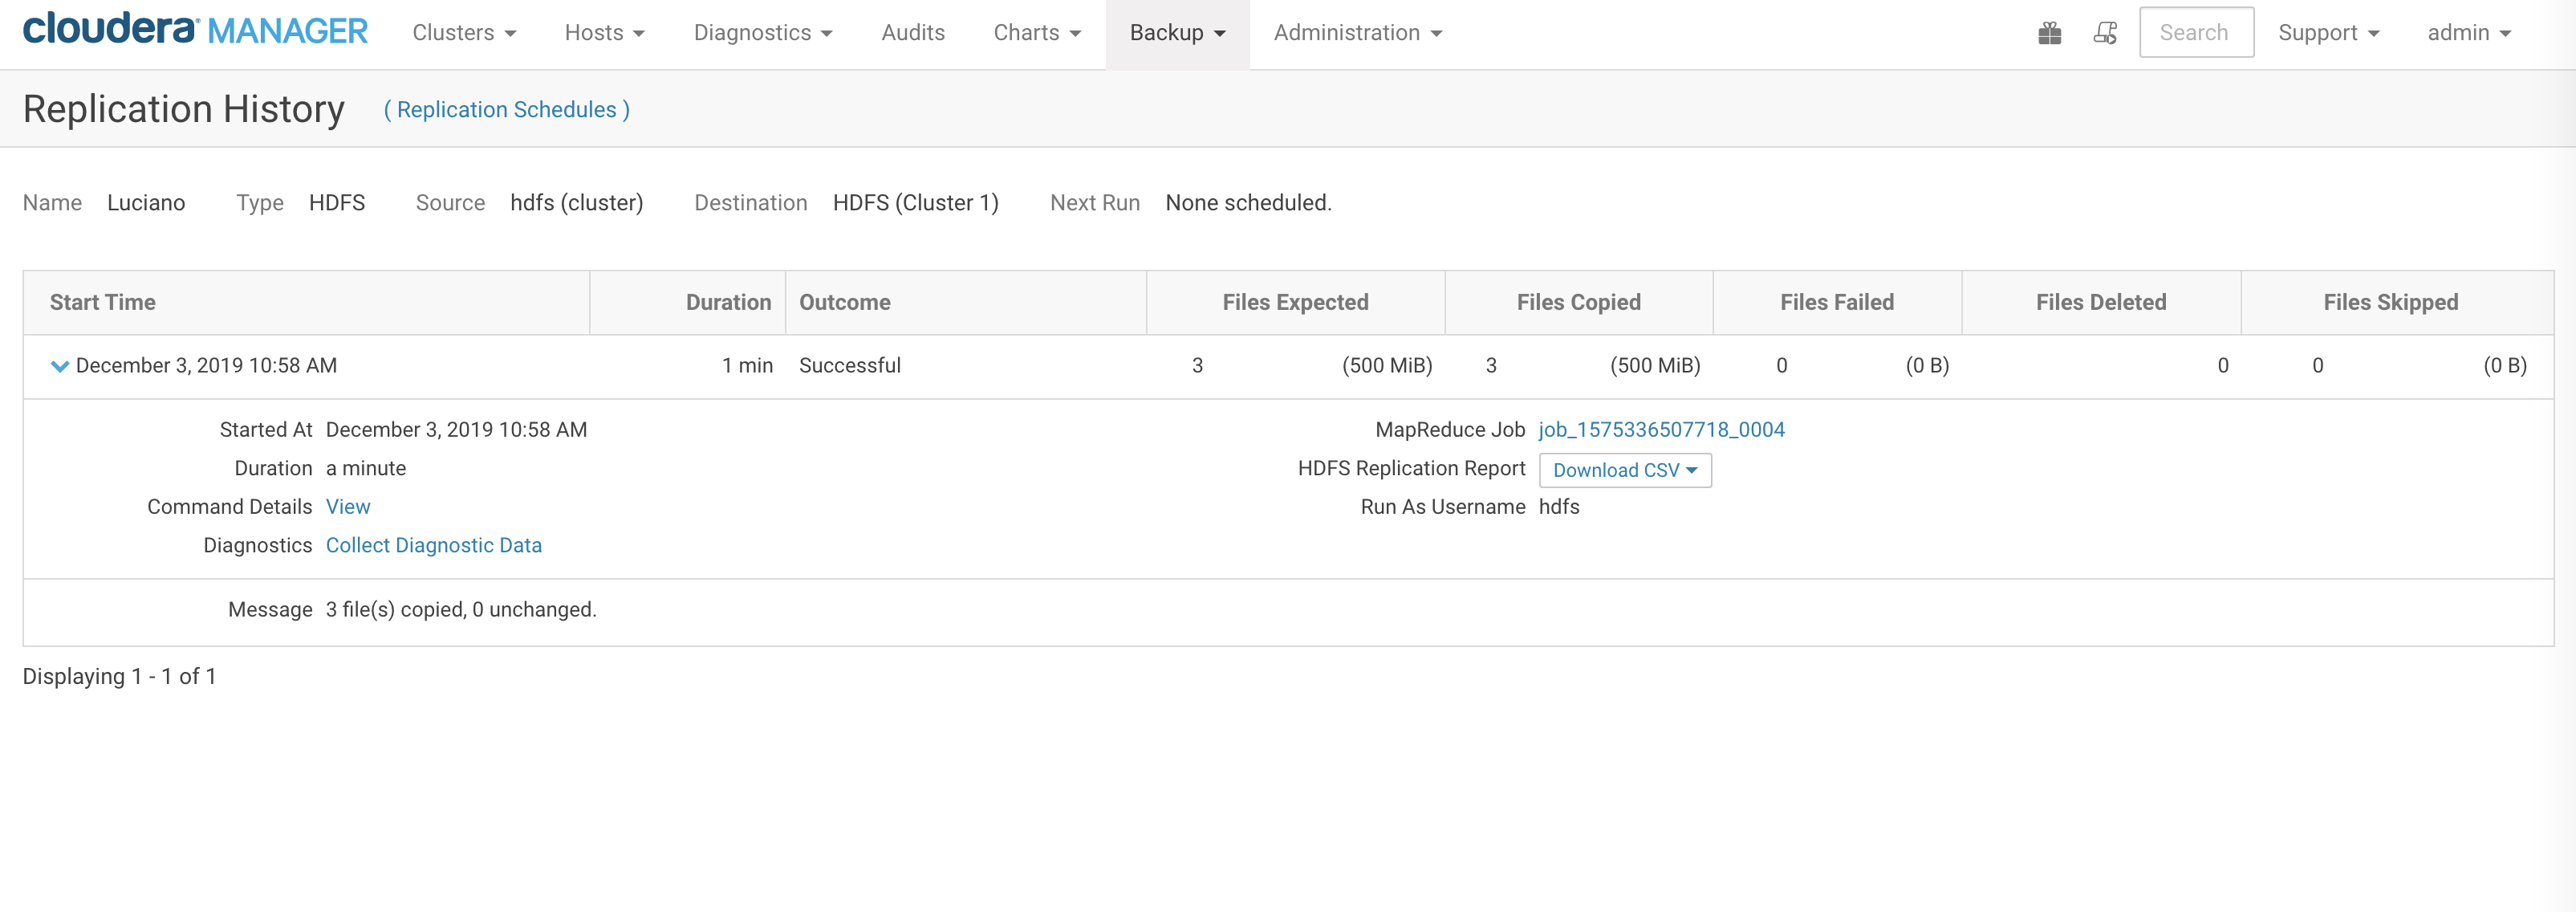 cloudera MANAGER Clusters Hosts Diagnostics Audits Charts Backup Administration Search Support admin
Replication History ( Replication Schedules )
Name Luciano Type HDFS Source hdfs (cluster) Destination HDFS (Cluster 1) Next Run None scheduled.
Start Time Duration Outcome Files Expected Files Copied Files Failed Files Deleted Files Skipped
December 3, 2019 10:58 AM 1 min Successful 3 (500 MiB) 3 (500 MiB) 0 (0 B) 0 0 (0 B)
Started At December 3, 2019 10:58 AM MapReduce Job job_1575336507718_0004
Duration a minute HDFS Replication Report Download CSV
Command Details View Run As Username hdfs
Diagnostics Collect Diagnostic Data
Message 3 file(s) copied, 0 unchanged.
Displaying 1 - 1 of 1